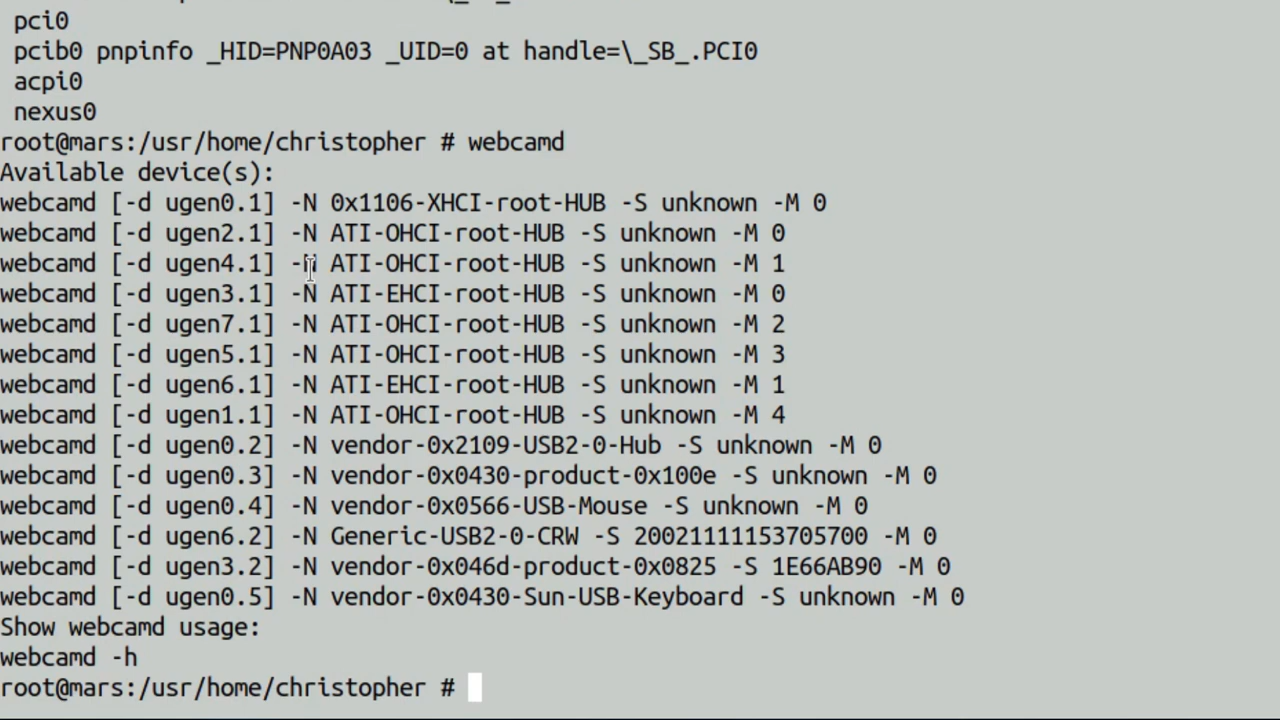 pci0
pcib0 pnpinfo _HID=PNP0A03 _UID=0 at handle=\_SB_.PCI0
acpi0
nexus0
root@mars:/usr/home/christopher # webcamd
Available device(s):
webcamd [-d ugen0.1] -N 0x1106-XHCI-root-HUB -S unknown -M 0
webcamd [-d ugen2.1] -N ATI-OHCI-root-HUB -S unknown -M 0
webcamd [-d ugen4.1] -N ATI-OHCI-root-HUB -S unknown -M 1
webcamd [-d ugen3.1] -N ATI-EHCI-root-HUB -S unknown -M 0
webcamd [-d ugen7.1] -N ATI-OHCI-root-HUB -S unknown -M 2
webcamd [-d ugen5.1] -N ATI-OHCI-root-HUB -S unknown -M 3
webcamd [-d ugen6.1] -N ATI-EHCI-root-HUB -S unknown -M 1
webcamd [-d ugen1.1] -N ATI-OHCI-root-HUB -S unknown -M 4
webcamd [-d ugen0.2] -N vendor-0x2109-USB2-0-Hub -S unknown -M 0
webcamd [-d ugen0.3] -N vendor-0x0430-product-0x100e -S unknown -M 0
webcamd [-d ugen0.4] -N vendor-0x0566-USB-Mouse -S unknown -M 0
webcamd [-d ugen6.2] -N Generic-USB2-0-CRW -S 20021111153705700 -M 0
webcamd [-d ugen3.2] -N vendor-0x046d-product-0x0825 -S 1E66AB90 -M 0
webcamd [-d ugen0.5] -N vendor-0x0430-Sun-USB-Keyboard -S unknown -M 0
Show webcamd usage:
webcamd -h
root@mars:/usr/home/christopher #